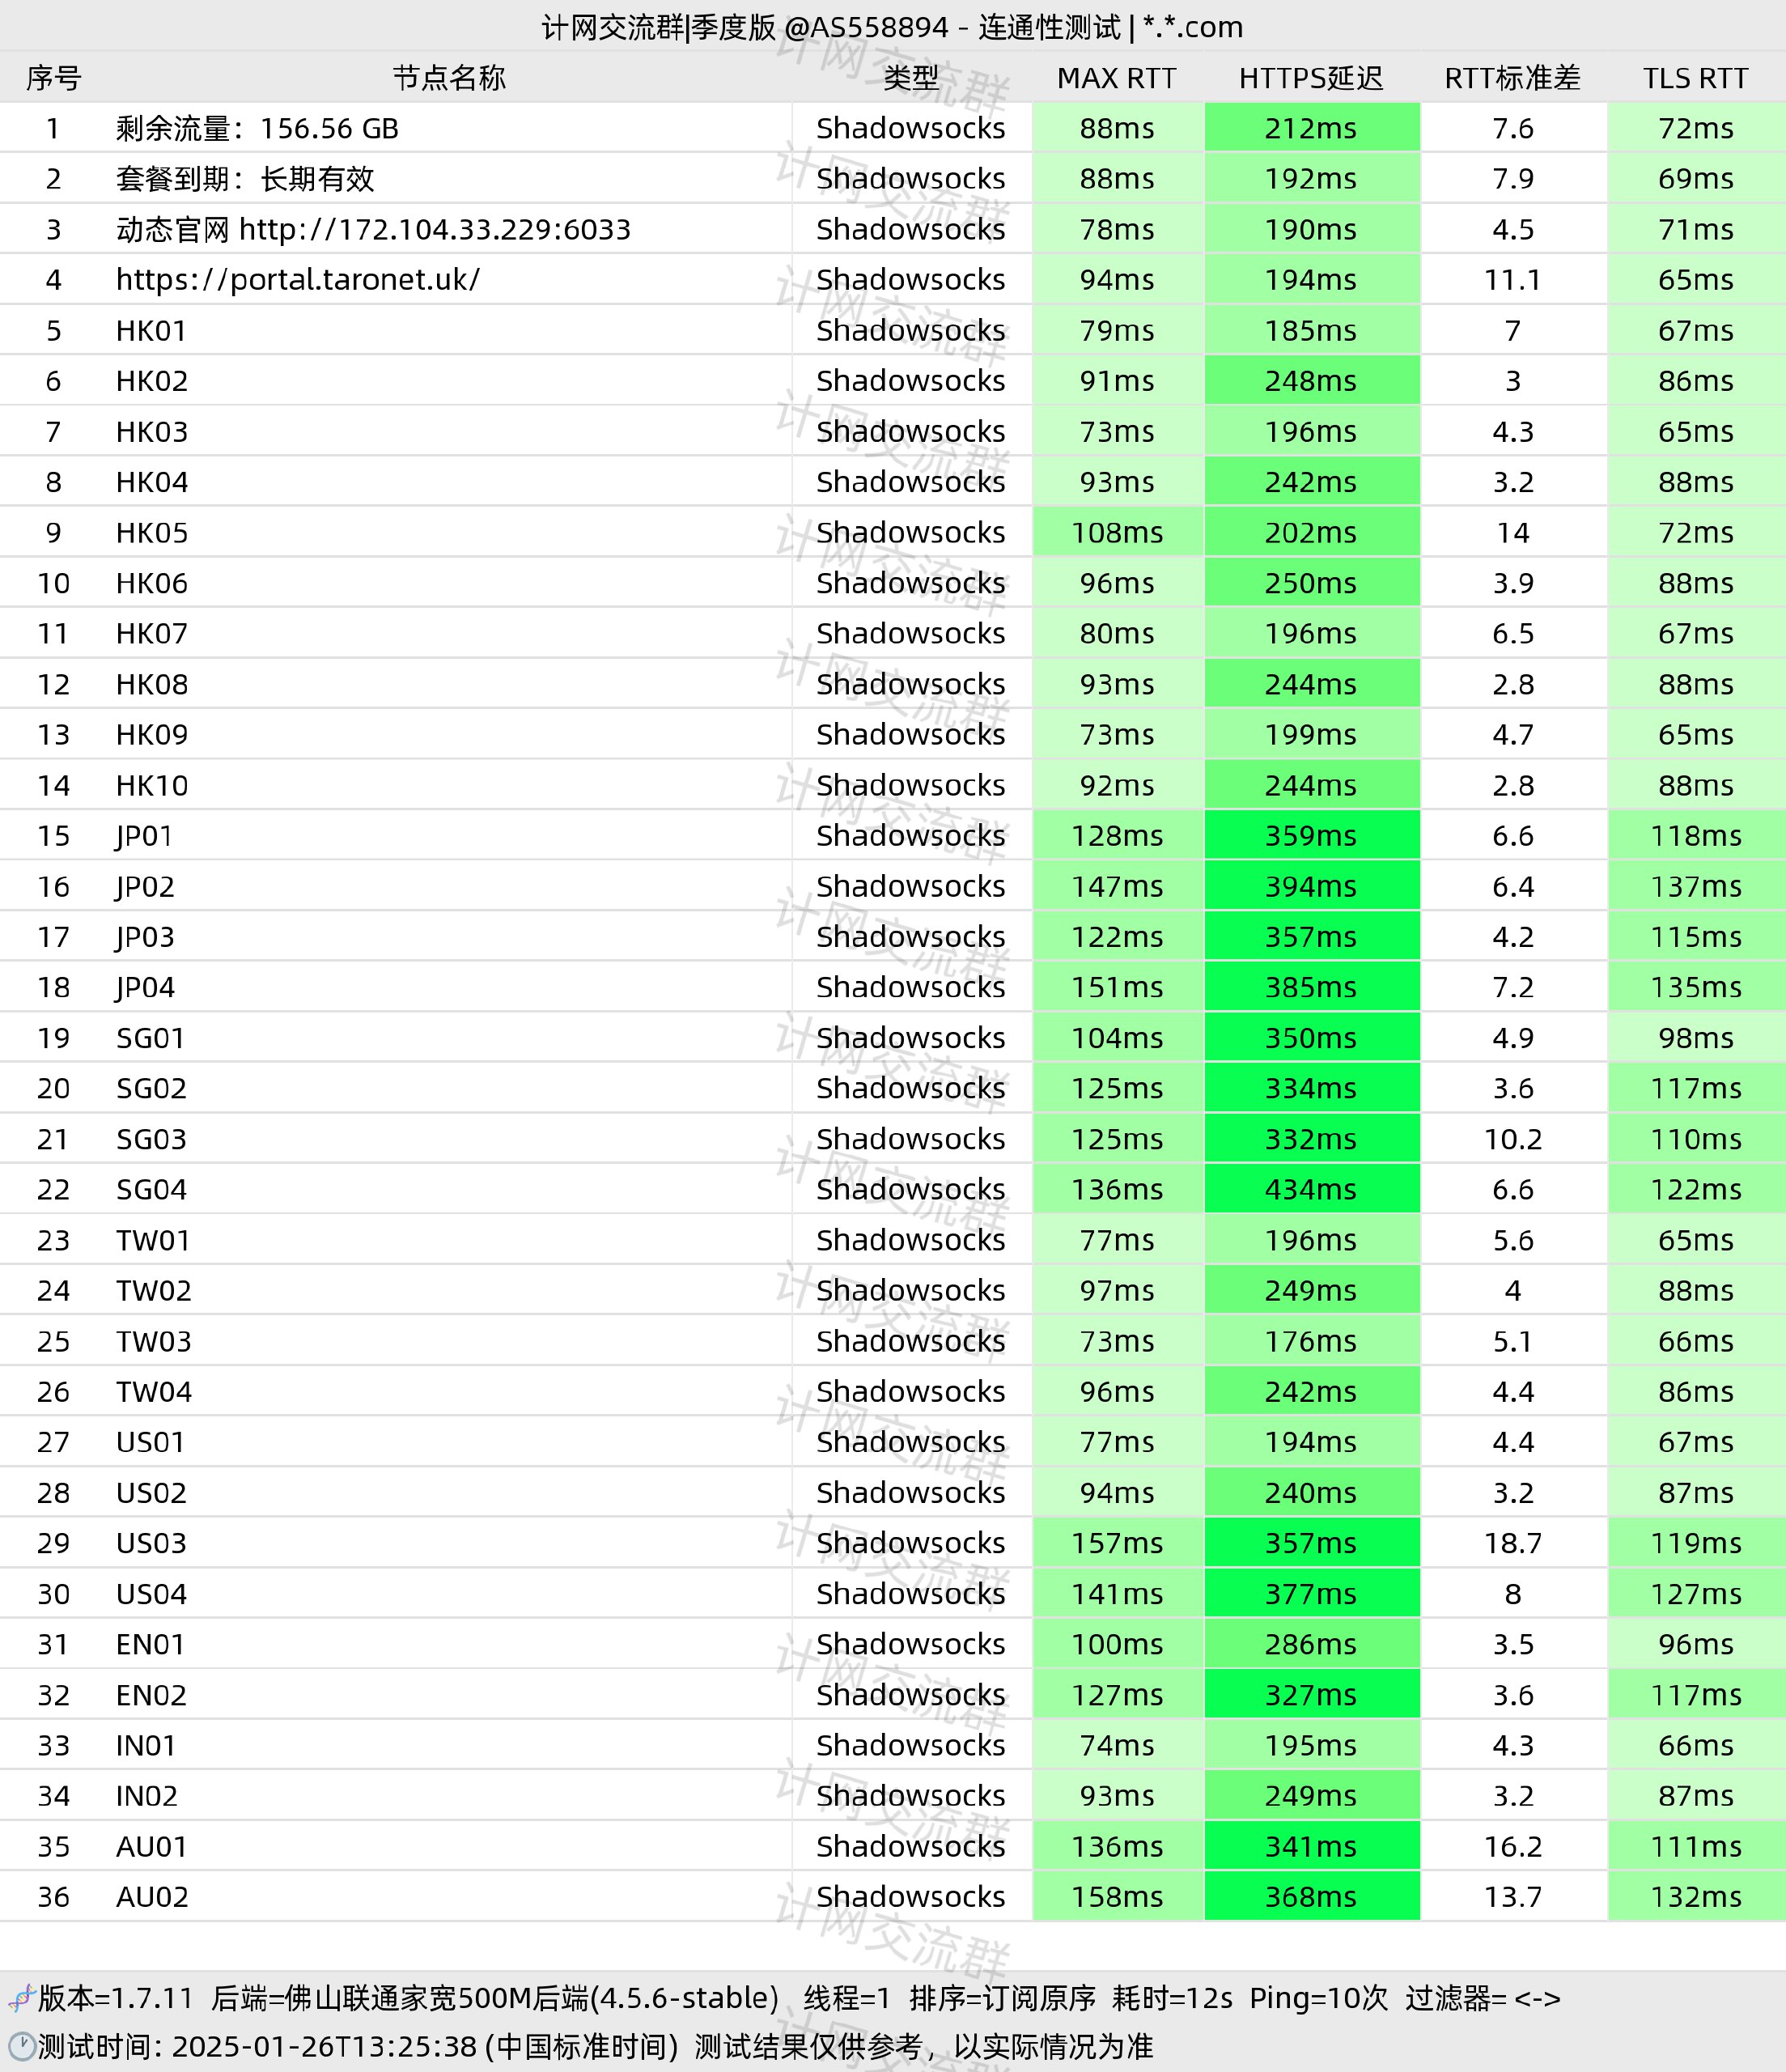 计网交流群|季度版 @AS558894 - 连通性测试 | *.*.com
序号 节点名称 类型 MAX RTT HTTPS延迟 RTT标准差 TLS RTT
1 剩余流量：156.56 GB Shadowsocks 88ms 212ms 7.6 72ms
2 套餐到期：长期有效 Shadowsocks 88ms 192ms 7.9 69ms
3 动态官网 http://172.104.33.229:6033 Shadowsocks 78ms 190ms 4.5 71ms
4 https://portal.taronet.uk/ Shadowsocks 94ms 194ms 11.1 65ms
5 HK01 Shadowsocks 79ms 185ms 7 67ms
6 HK02 Shadowsocks 91ms 248ms 3 86ms
7 HK03 Shadowsocks 73ms 196ms 4.3 65ms
8 HK04 Shadowsocks 93ms 242ms 3.2 88ms
9 HK05 Shadowsocks 108ms 202ms 14 72ms
10 HK06 Shadowsocks 96ms 250ms 3.9 88ms
11 HK07 Shadowsocks 80ms 196ms 6.5 67ms
12 HK08 Shadowsocks 93ms 244ms 2.8 88ms
13 HK09 Shadowsocks 73ms 199ms 4.7 65ms
14 HK10 Shadowsocks 92ms 244ms 2.8 88ms
15 JP01 Shadowsocks 128ms 359ms 6.6 118ms
16 JP02 Shadowsocks 147ms 394ms 6.4 137ms
17 JP03 Shadowsocks 122ms 357ms 4.2 115ms
18 JP04 Shadowsocks 151ms 385ms 7.2 135ms
19 SG01 Shadowsocks 104ms 350ms 4.9 98ms
20 SG02 Shadowsocks 125ms 334ms 3.6 117ms
21 SG03 Shadowsocks 125ms 332ms 10.2 110ms
22 SG04 Shadowsocks 136ms 434ms 6.6 122ms
23 TW01 Shadowsocks 77ms 196ms 5.6 65ms
24 TW02 Shadowsocks 97ms 249ms 4 88ms
25 TW03 Shadowsocks 73ms 176ms 5.1 66ms
26 TW04 Shadowsocks 96ms 242ms 4.4 86ms
27 US01 Shadowsocks 77ms 194ms 4.4 67ms
28 US02 Shadowsocks 94ms 240ms 3.2 87ms
29 US03 Shadowsocks 157ms 357ms 18.7 119ms
30 US04 Shadowsocks 141ms 377ms 8 127ms
31 EN01 Shadowsocks 100ms 286ms 3.5 96ms
32 EN02 Shadowsocks 127ms 327ms 3.6 117ms
33 IN01 Shadowsocks 74ms 195ms 4.3 66ms
34 IN02 Shadowsocks 93ms 249ms 3.2 87ms
35 AU01 Shadowsocks 136ms 341ms 16.2 111ms
36 AU02 Shadowsocks 158ms 368ms 13.7 132ms
🧬版本=1.7.11 后端=佛山联通家宽500M后端(4.5.6-stable) 线程=1 排序=订阅原序 耗时=12s Ping=10次 过滤器= <->
🕐测试时间: 2025-01-26T13:25:38 (中国标准时间) 测试结果仅供参考，以实际情况为准
计网交流群